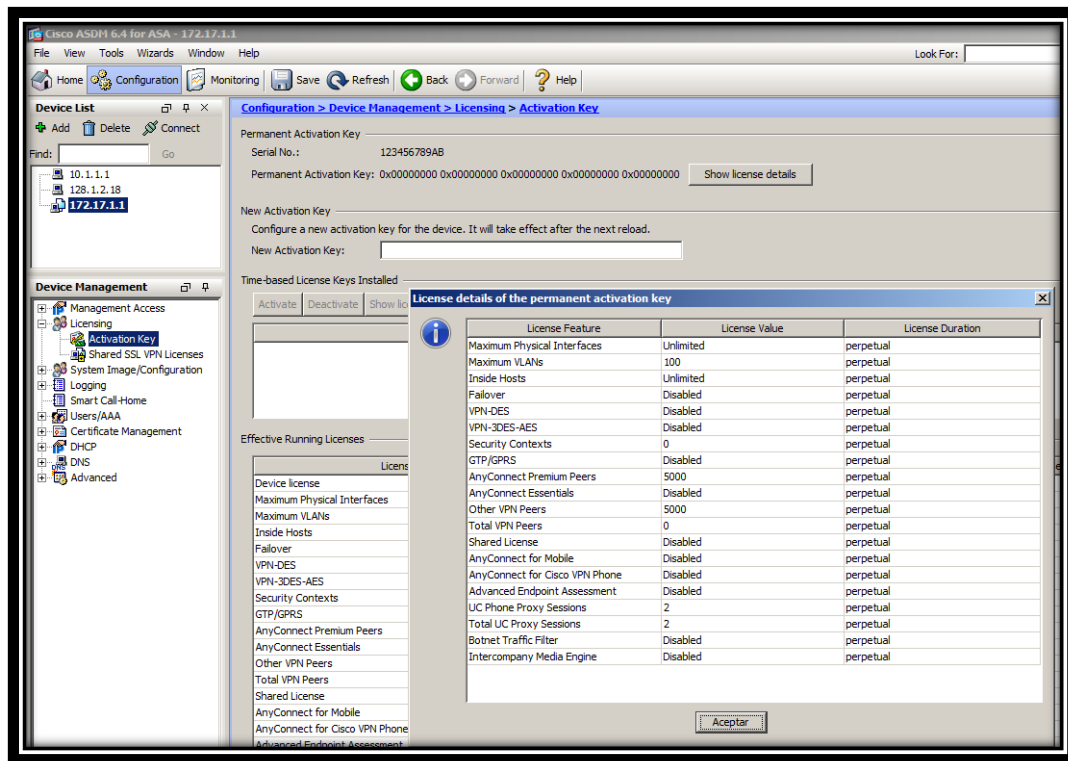 Cisco ASDM 6.4 for ASA - 172.17.1.1
File View Tools Wizards Window Help Look For:
Home Configuration Monitoring Save Refresh Back Forward Help
Device List
Add Delete Connect
Find: Go
10.1.1.1
128.1.2.18
172.17.1.1
Device Management
Management Access
Licensing
Activation Key
Shared SSL VPN Licenses
System Image/Configuration
Logging
Smart Call-Home
Users/AAA
Certificate Management
DHCP
DNS
Advanced
Configuration > Device Management > Licensing > Activation Key
Permanent Activation Key
Serial No.: 123456789AB
Permanent Activation Key: 0x00000000 0x00000000 0x00000000 0x00000000 0x00000000 Show license details
New Activation Key
Configure a new activation key for the device. It will take effect after the next reload.
New Activation Key:
Time-based License Keys Installed
Activate Deactivate Show lic
Effective Running Licenses
Licens
Device license
Maximum Physical Interfaces
Maximum VLANs
Inside Hosts
Failover
VPN-DES
VPN-3DES-AES
Security Contexts
GTP/GPRS
AnyConnect Premium Peers
AnyConnect Essentials
Other VPN Peers
Total VPN Peers
Shared License
AnyConnect for Mobile
AnyConnect for Cisco VPN Phone
Advanced Endpoint Assessment
License details of the permanent activation key
License Feature License Value License Duration
Maximum Physical Interfaces Unlimited perpetual
Maximum VLANs 100 perpetual
Inside Hosts Unlimited perpetual
Failover Disabled perpetual
VPN-DES Disabled perpetual
VPN-3DES-AES Disabled perpetual
Security Contexts 0 perpetual
GTP/GPRS Disabled perpetual
AnyConnect Premium Peers 5000 perpetual
AnyConnect Essentials Disabled perpetual
Other VPN Peers 5000 perpetual
Total VPN Peers 0 perpetual
Shared License Disabled perpetual
AnyConnect for Mobile Disabled perpetual
AnyConnect for Cisco VPN Phone Disabled perpetual
Advanced Endpoint Assessment Disabled perpetual
UC Phone Proxy Sessions 2 perpetual
Total UC Proxy Sessions 2 perpetual
Botnet Traffic Filter Disabled perpetual
Intercompany Media Engine Disabled perpetual
Aceptar